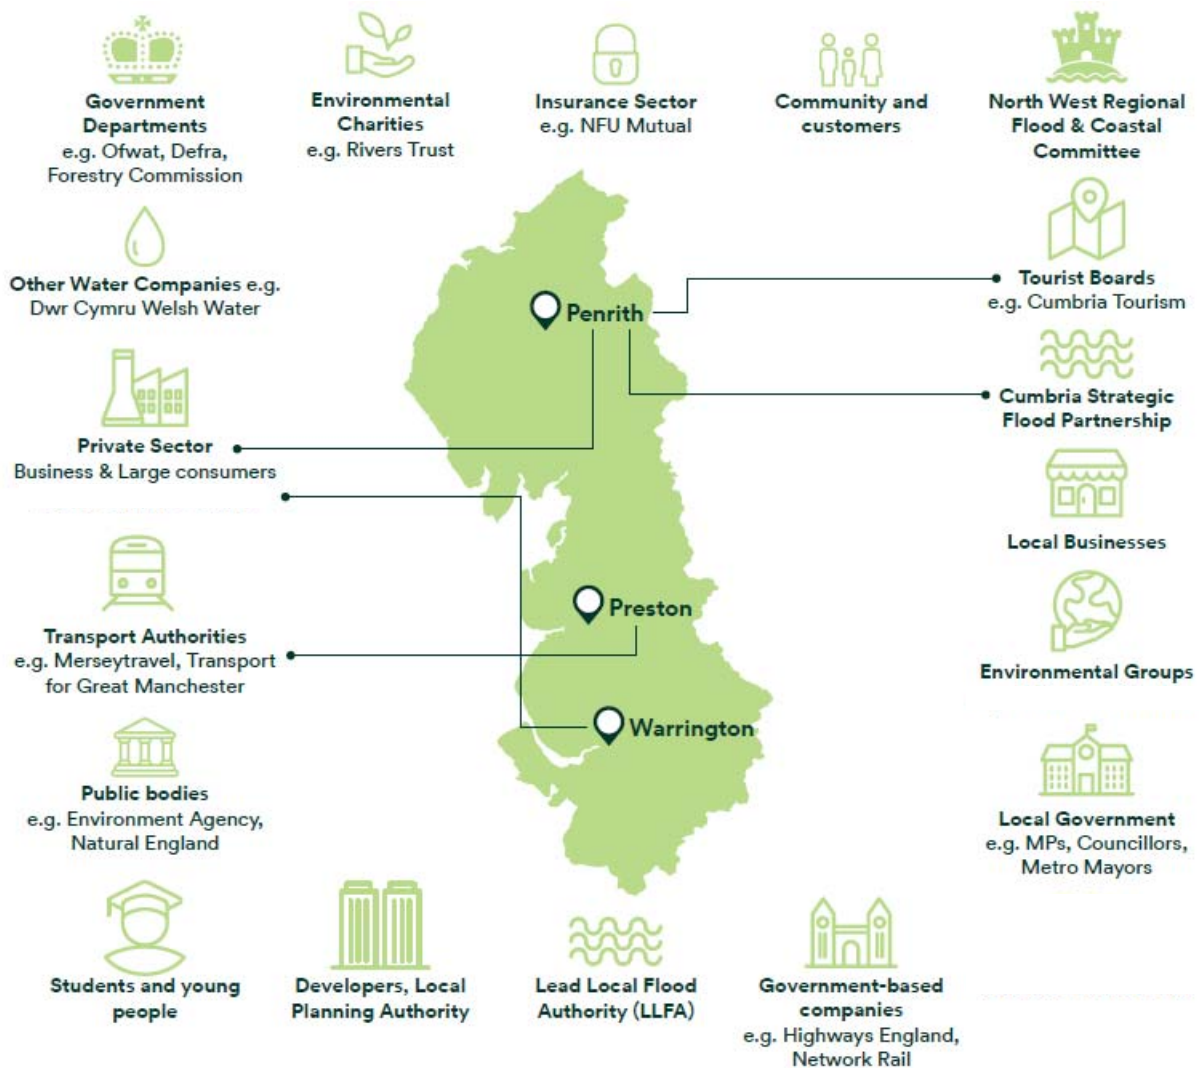 Government
Departments
e.g. Ofwat, Defra,
Forestry Commission
Environmental
Charities
e.g. Rivers Trust
Insurance Sector
e.g. NFU Mutual
Community and
customers
North West Regional
Flood & Coastal
Committee
Other Water Companies e.g.
Dwr Cymru Welsh Water
Penrith
Tourist Boards
e.g. Cumbria Tourism
Private Sector
Business & Large consumers
Cumbria Strategic
Flood Partnership
Local Businesses
Transport Authorities
e.g. Merseytravel, Transport
for Great Manchester
Preston
Environmental Groups
Warrington
Public bodies
e.g. Environment Agency,
Natural England
Local Government
e.g. MPs, Councillors,
Metro Mayors
Students and young
people
Developers, Local
Planning Authority
Lead Local Flood
Authority (LLFA)
Government-based
companies
e.g. Highways England,
Network Rail